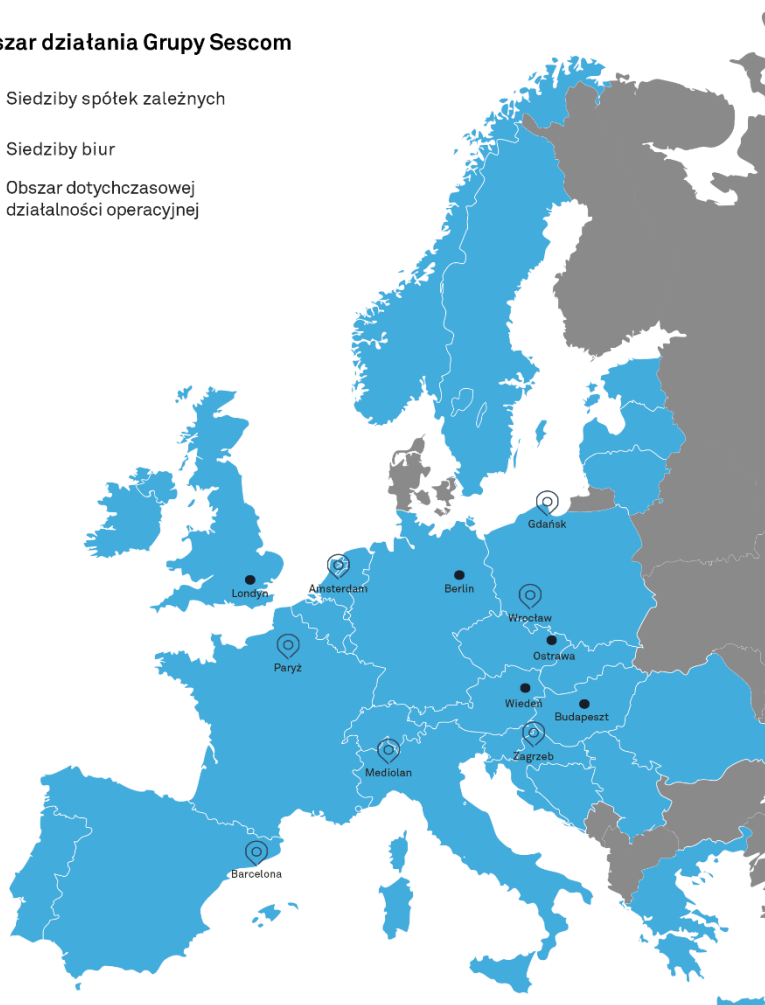 szar działania Grupy Sescom
Siedziby spółek zależnych
Siedziby biur
Obszar dotychczasowej
działalności operacyjnej
Gdańsk
Londyn
Amsterdam
Berlin
Wrocław
Ostrawa
Paryż
Wiedeń
Budapeszt
Zagrzeb
Mediolan
Barcelona